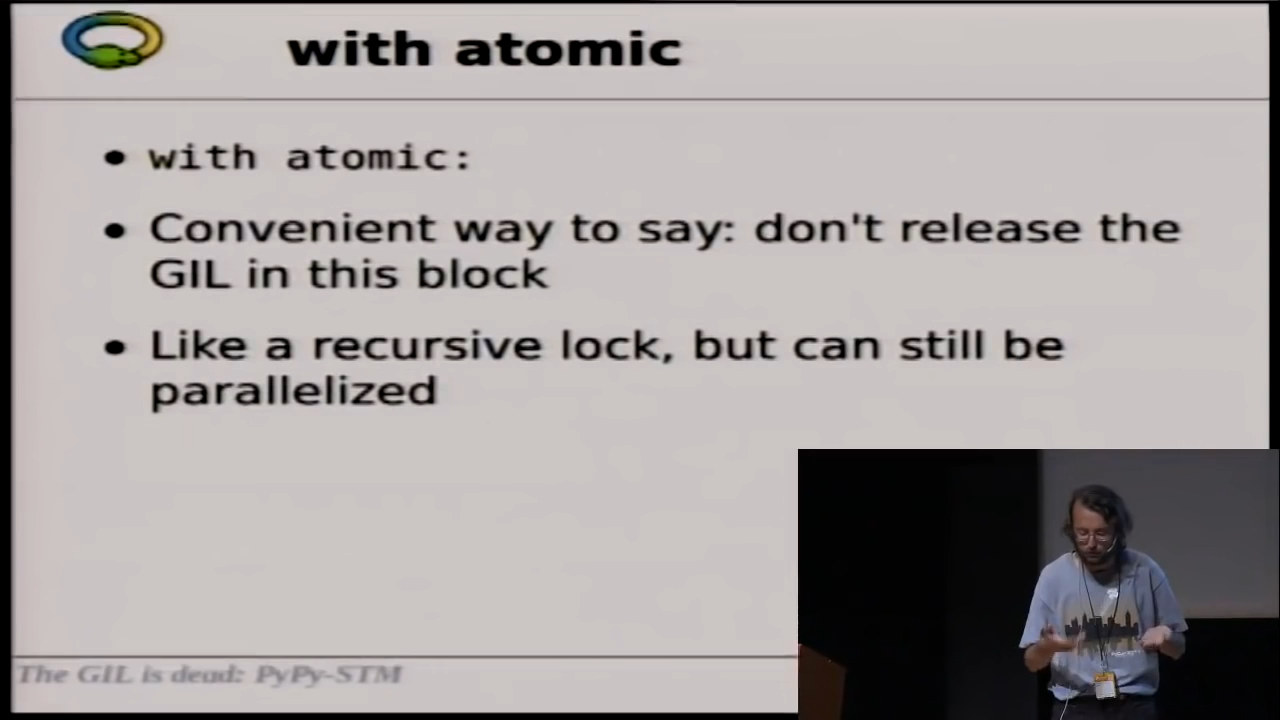 with atomic
• with atomic:
• Convenient way to say: don't release the
GIL in this block
• Like a recursive lock, but can still be
parallelized
The GIL is dead: PyPy-STM